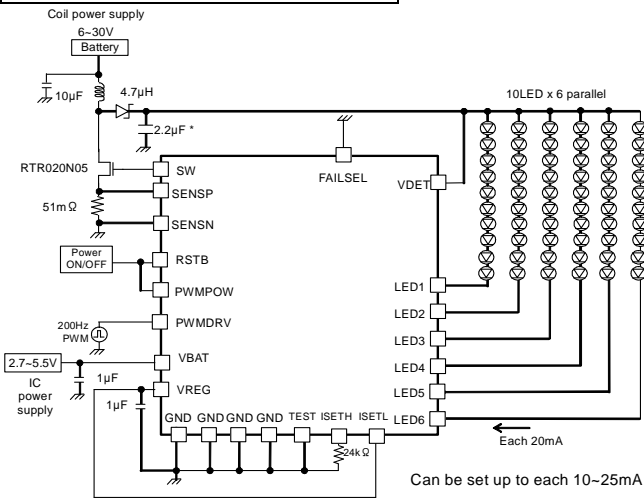 Coil power supply
6~30V
Battery
10µF
4.7µH
2.2µF *
10LED x 6 parallel
RTR020N05
51mΩ
SW
SENSP
SENSN
FAILSEL
VDET
Power
ON/OFF
RSTB
PWMPOW
200Hz
PWM
PWMDRV
2.7~5.5V
IC
power
supply
1µF
VBAT
1µF
VREG
LED1
LED2
LED3
LED4
LED5
LED6
GND GND GND GND TEST ISETH ISETL
24kΩ
Each 20mA
Can be set up to each 10~25mA